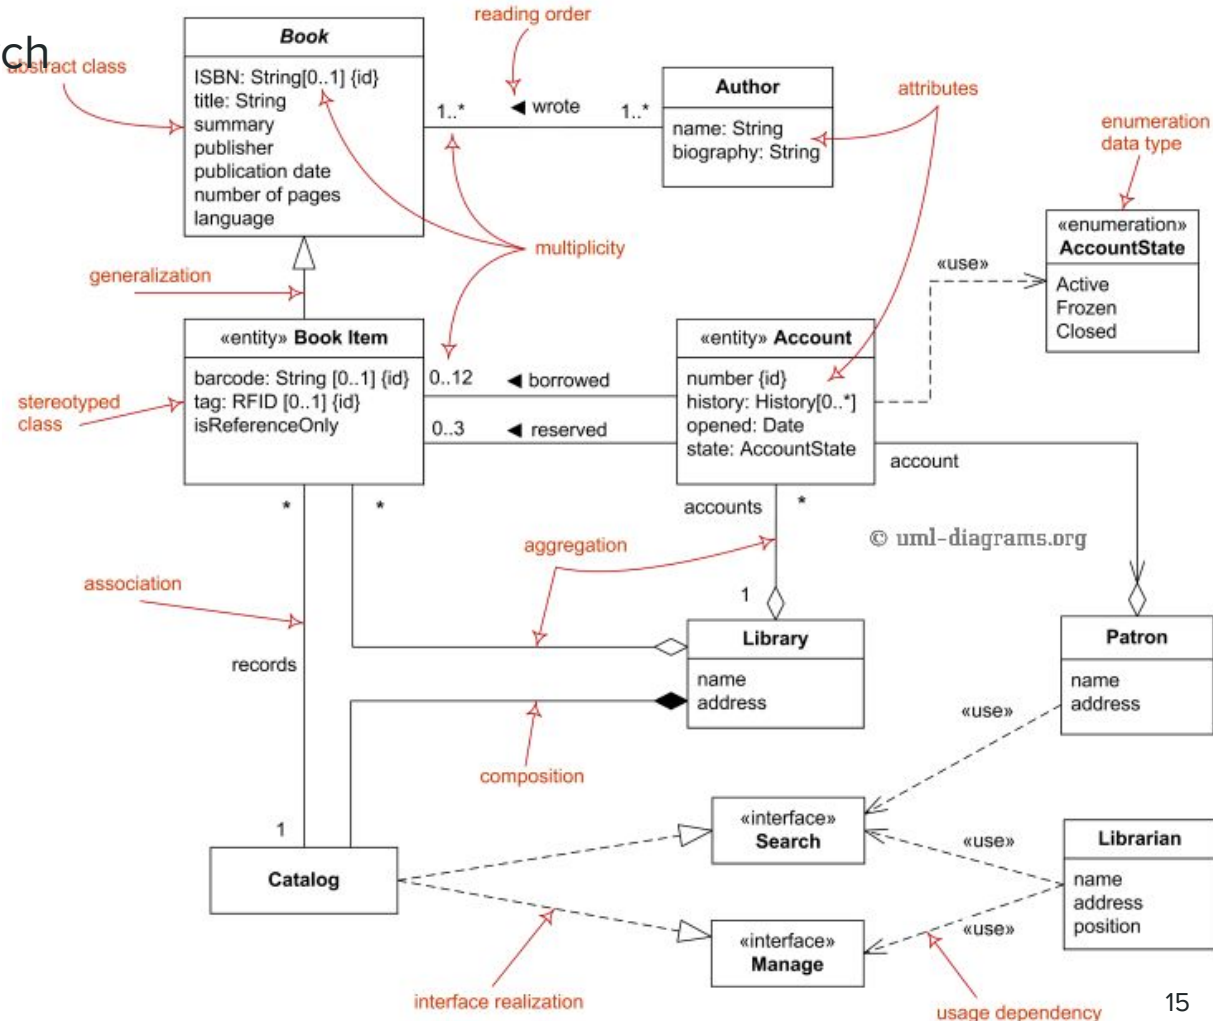 ch
reading order
Book
abstract class
ISBN: String[0..1] {id}
title: String
summary
publisher
publication date
number of pages
language
1..*
◄ wrote
1..*
Author
name: String
biography: String
attributes
enumeration
data type
«enumeration»
AccountState
Active
Frozen
Closed
multiplicity
generalization
«use»
«entity» Book Item
barcode: String [0..1] {id}
tag: RFID [0..1] {id}
isReferenceOnly
stereotyped
class
0..12
◄ borrowed
0..3
◄ reserved
«entity» Account
number {id}
history: History[0..*]
opened: Date
state: AccountState
account
*
*
accounts
*
© uml-diagrams.org
aggregation
association
1
records
Library
name
address
Patron
name
address
composition
«use»
1
Catalog
«interface»
Search
«use»
Librarian
name
address
position
«interface»
Manage
«use»
interface realization
usage dependency
15